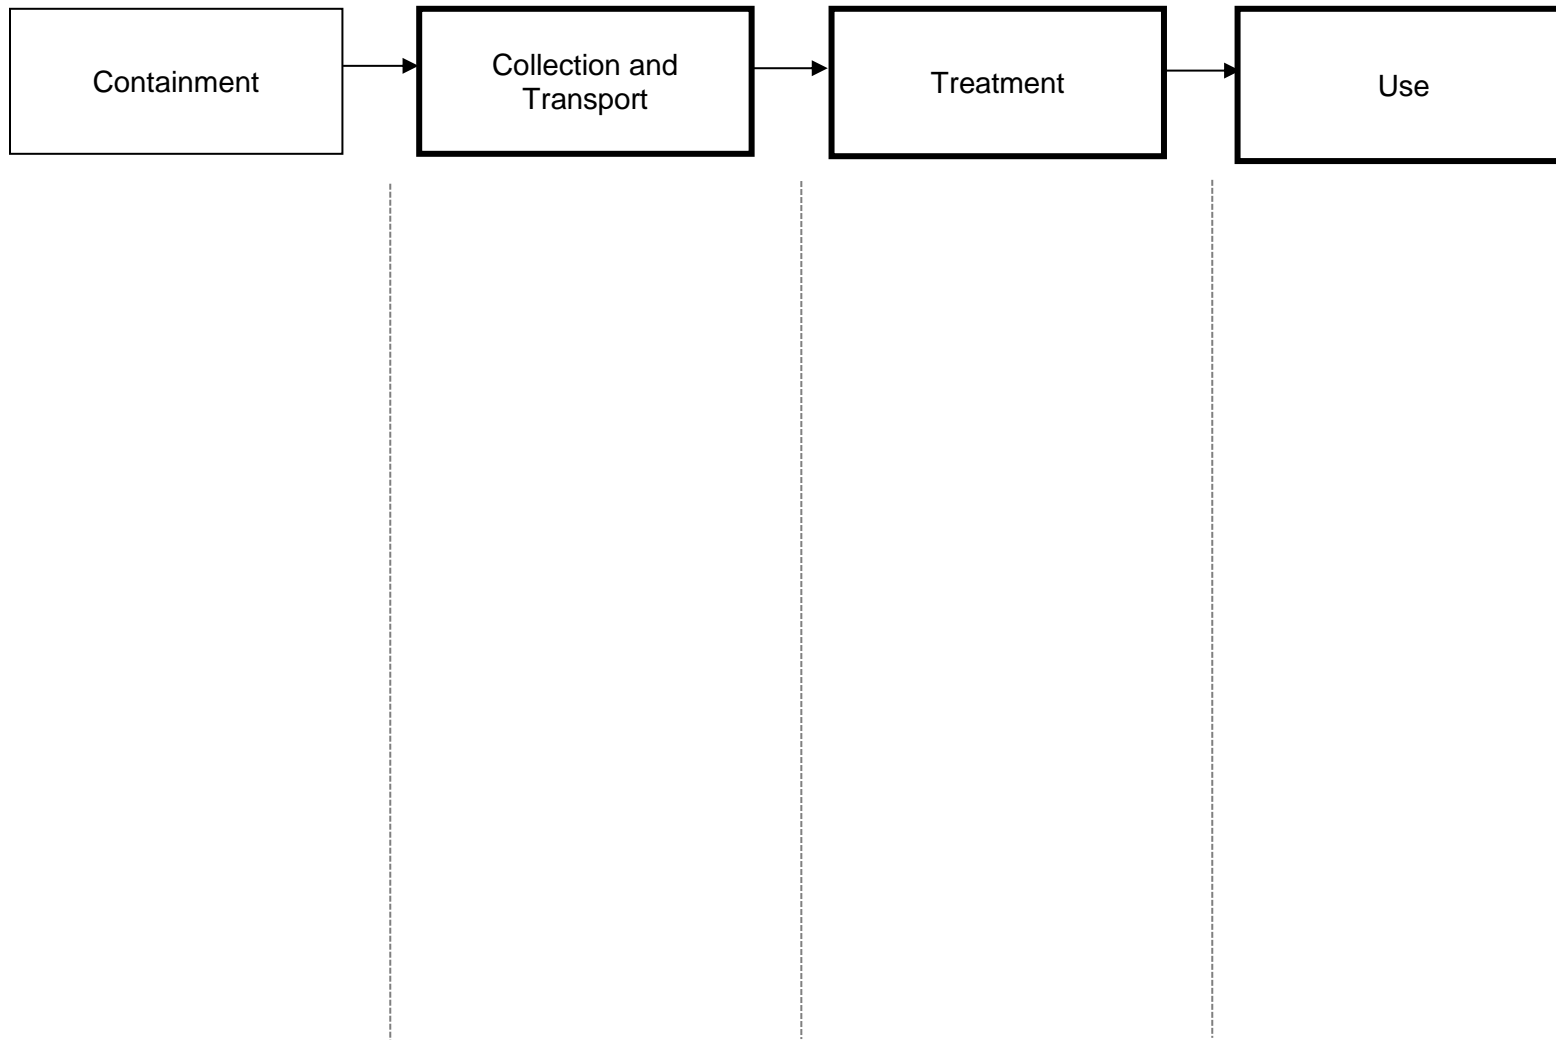 Containment
Collection and
Transport
Treatment
Use